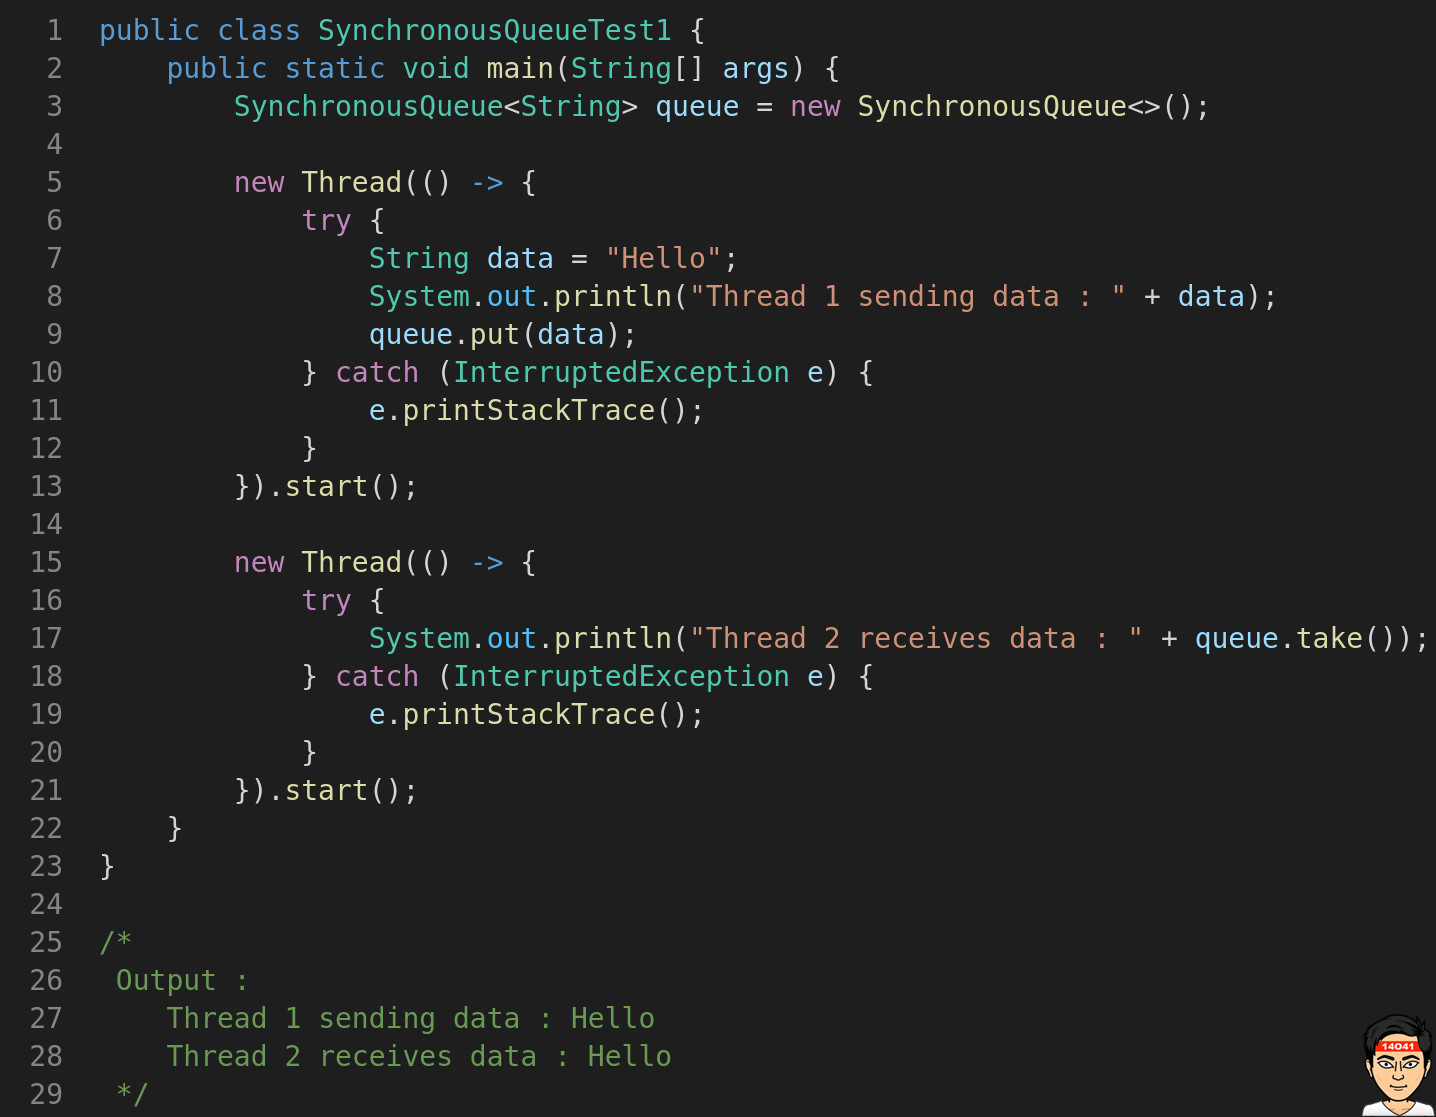 1 public class SynchronousQueueTest1 {
2     public static void main(String[] args) {
3         SynchronousQueue<String> queue = new SynchronousQueue<>();
4
5         new Thread(() -> {
6             try {
7                 String data = "Hello";
8                 System.out.println("Thread 1 sending data : " + data);
9                 queue.put(data);
10             } catch (InterruptedException e) {
11                 e.printStackTrace();
12             }
13         }).start();
14
15         new Thread(() -> {
16             try {
17                 System.out.println("Thread 2 receives data : " + queue.take());
18             } catch (InterruptedException e) {
19                 e.printStackTrace();
20             }
21         }).start();
22     }
23 }
24
25 /*
26  Output :
27     Thread 1 sending data : Hello
28     Thread 2 receives data : Hello
29  */
14041